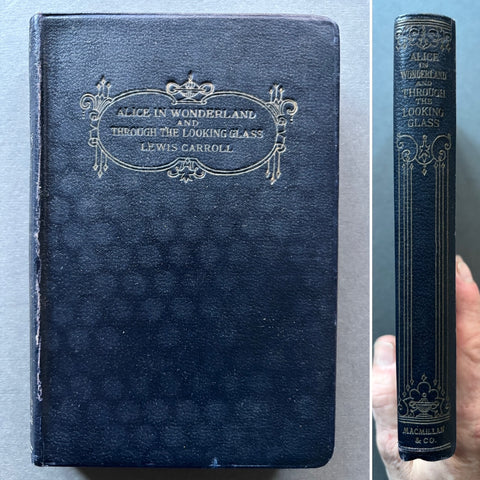 ALICE IN WONDERLAND
AND
THROUGH THE LOOKING GLASS
LEWIS CARROLL
ALICE
IN
WONDERLAND
AND
THROUGH
THE
LOOKING
GLASS
MACMILLAN
& CO.